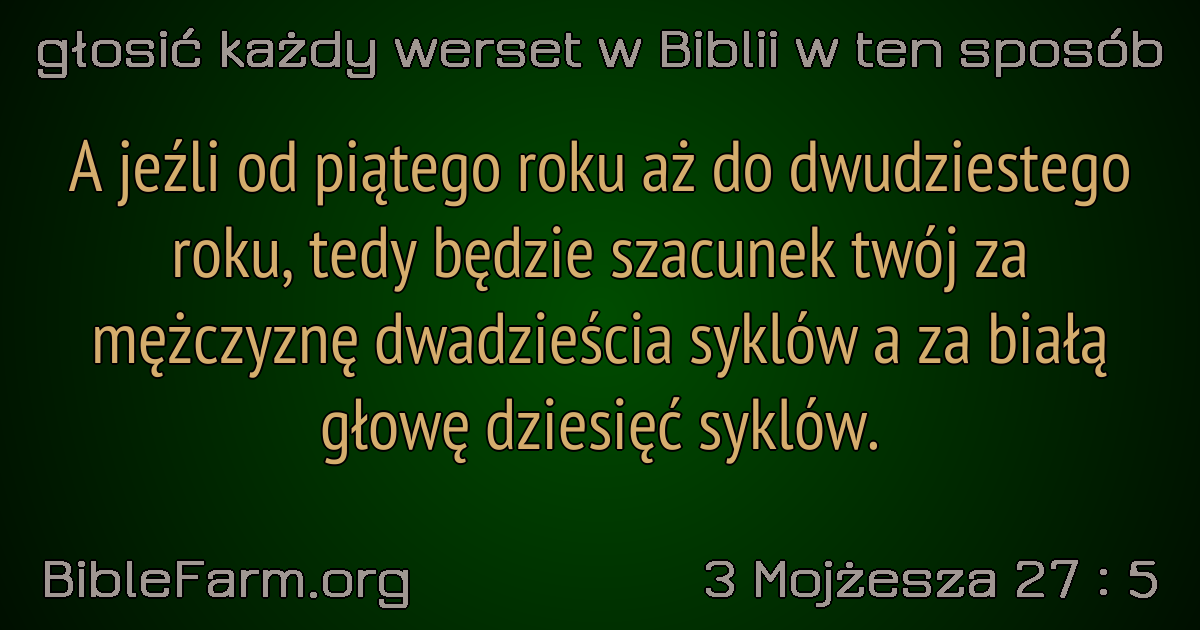 głosić każdy werset w Biblii w ten sposób
A jeźli od piątego roku aż do dwudziestego
roku, tedy będzie szacunek twój za
mężczyznę dwadzieścia syklów a za białą
głowę dziesięć syklów.
BibleFarm.org
3 Mojżesza 27 : 5